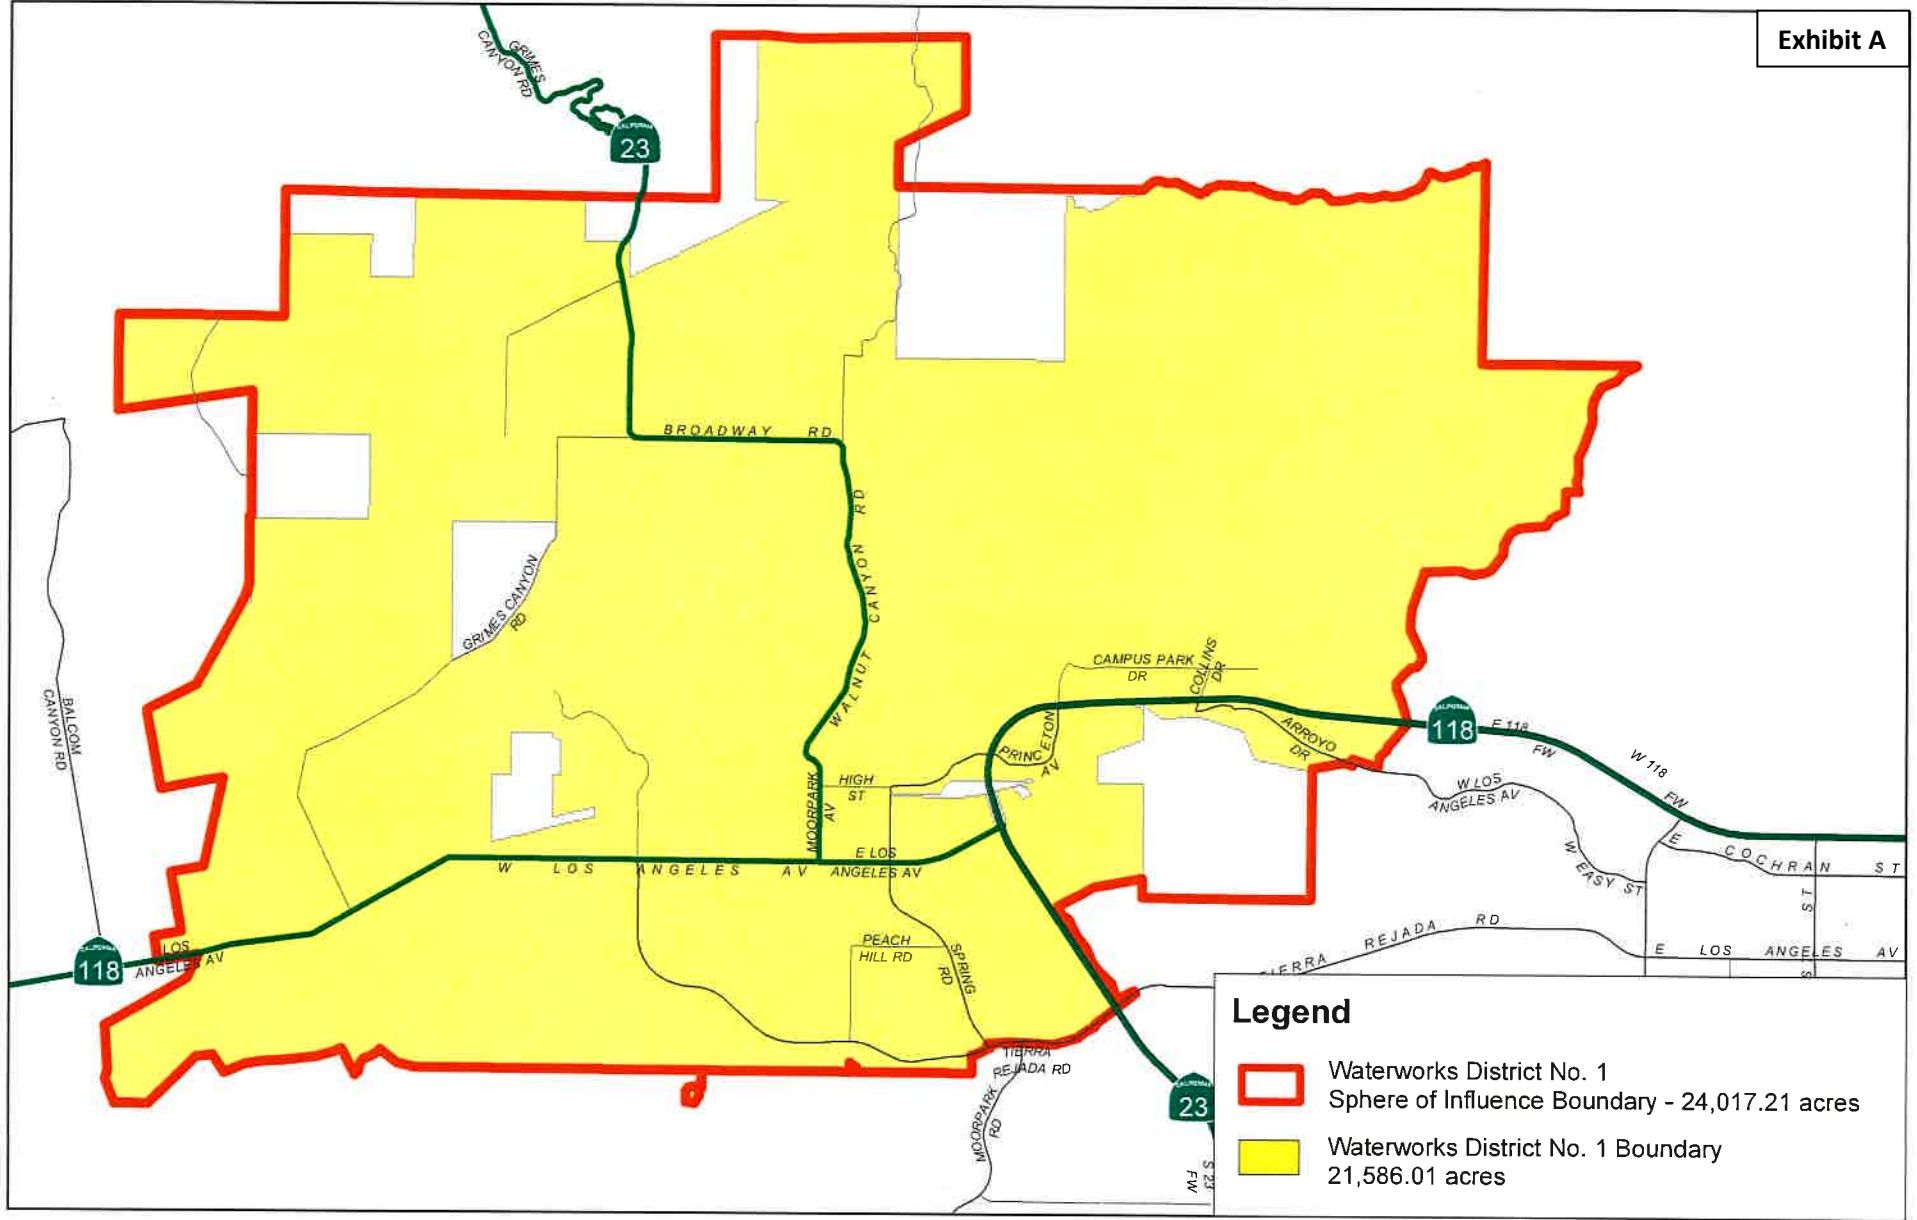 Exhibit A
GRIMES
CANYON RD
CALIFORNIA
23
BROADWAY RD
WALNUT CANYON RD
GRIMES CANYON
RD
CAMPUS PARK
DR
COLLINS
DR
BALCOM
CANYON RD
PRINCETON
AV
ARROYO
DR
118
E 118
FW
W 118
FW
HIGH
ST
MOORPARK
AV
W LOS
ANGELES AV
W EASY ST
E COCHRAN ST
ST
S
W LOS ANGELES AV
E LOS
ANGELES AV
PEACH
HILL RD
SPRING
RD
REJADA RD
E LOS ANGELES AV
118
LOS
ANGELES AV
TIERRA
REJADA RD
MOORPARK
RD
23
S 23
FW
Legend
Waterworks District No. 1
Sphere of Influence Boundary - 24,017.21 acres
Waterworks District No. 1 Boundary
21,586.01 acres